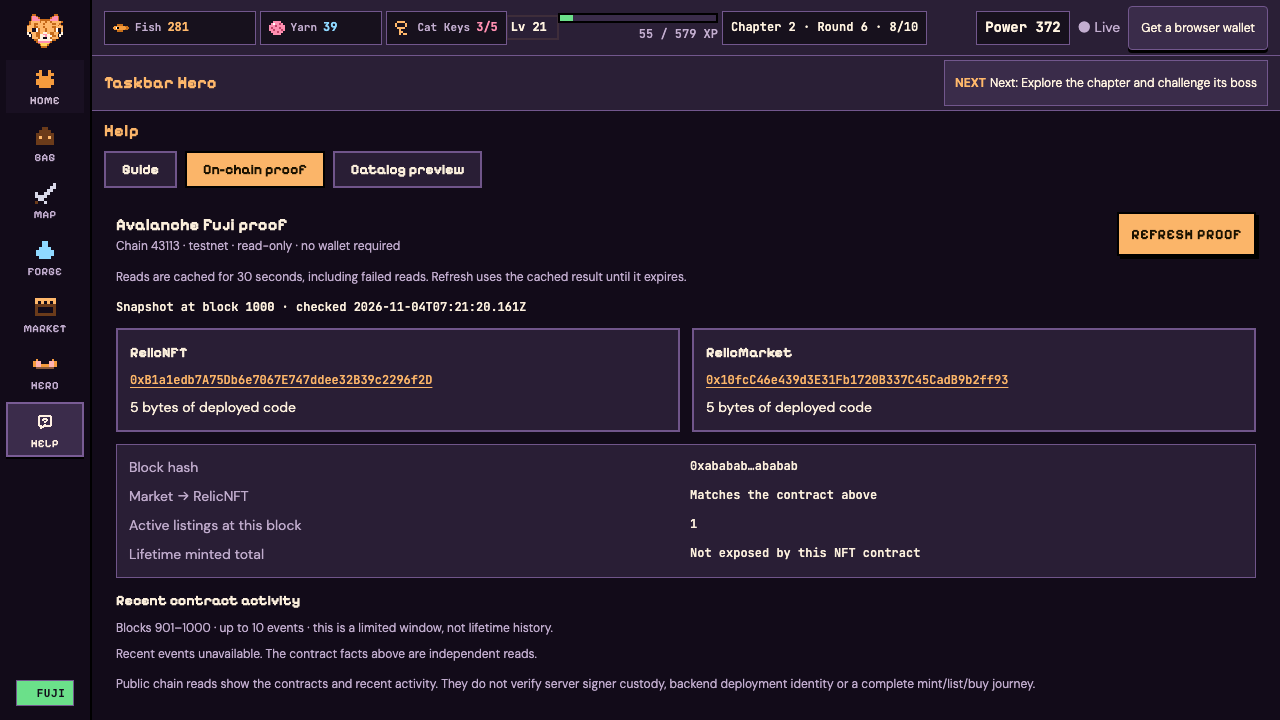 Fish 281
Yarn 39
Cat Keys 3/5
Lv 21
55 / 579 XP
Chapter 2 · Round 6 · 8/10
Power 372
Live
Get a browser wallet
HOME
BAG
MAP
FORGE
MARKET
HERO
HELP
FUJI
Taskbar Hero
NEXT Next: Explore the chapter and challenge its boss
Help
Guide
On-chain proof
Catalog preview
Avalanche Fuji proof
Chain 43113 · testnet · read-only · no wallet required
REFRESH PROOF
Reads are cached for 30 seconds, including failed reads. Refresh uses the cached result until it expires.
Snapshot at block 1000 · checked 2026-11-04T07:21:20.161Z
RelicNFT
0xB1a1edb7A75Db6e7067E747ddee32B39c2296f2D
5 bytes of deployed code
RelicMarket
0x10fcC46e439d3E31Fb1720B337C45CadB9b2ff93
5 bytes of deployed code
Block hash 0xababab…ababab
Market → RelicNFT Matches the contract above
Active listings at this block 1
Lifetime minted total Not exposed by this NFT contract
Recent contract activity
Blocks 901–1000 · up to 10 events · this is a limited window, not lifetime history.
Recent events unavailable. The contract facts above are independent reads.
Public chain reads show the contracts and recent activity. They do not verify server signer custody, backend deployment identity or a complete mint/list/buy journey.